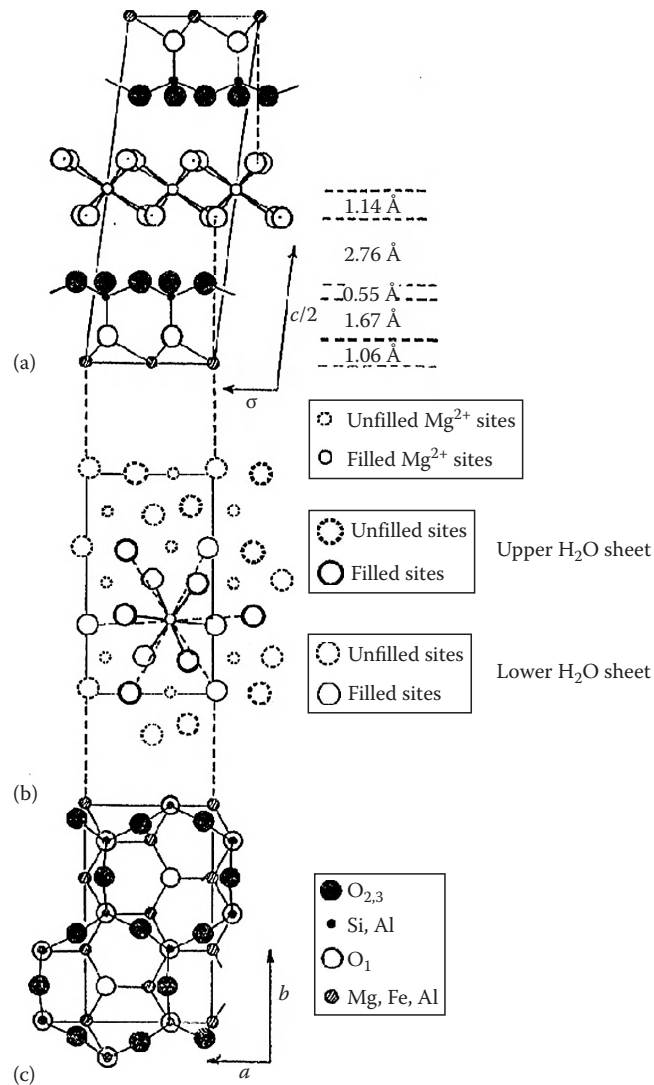 1.14 Å
2.76 Å
0.55 Å
c/2
1.67 Å
1.06 Å
(a)
σ
Unfilled Mg²⁺ sites
Filled Mg²⁺ sites
Unfilled sites
Filled sites
Upper H₂O sheet
Unfilled sites
Filled sites
Lower H₂O sheet
(b)
O₂,₃
Si, Al
O₁
Mg, Fe, Al
b
a
(c)